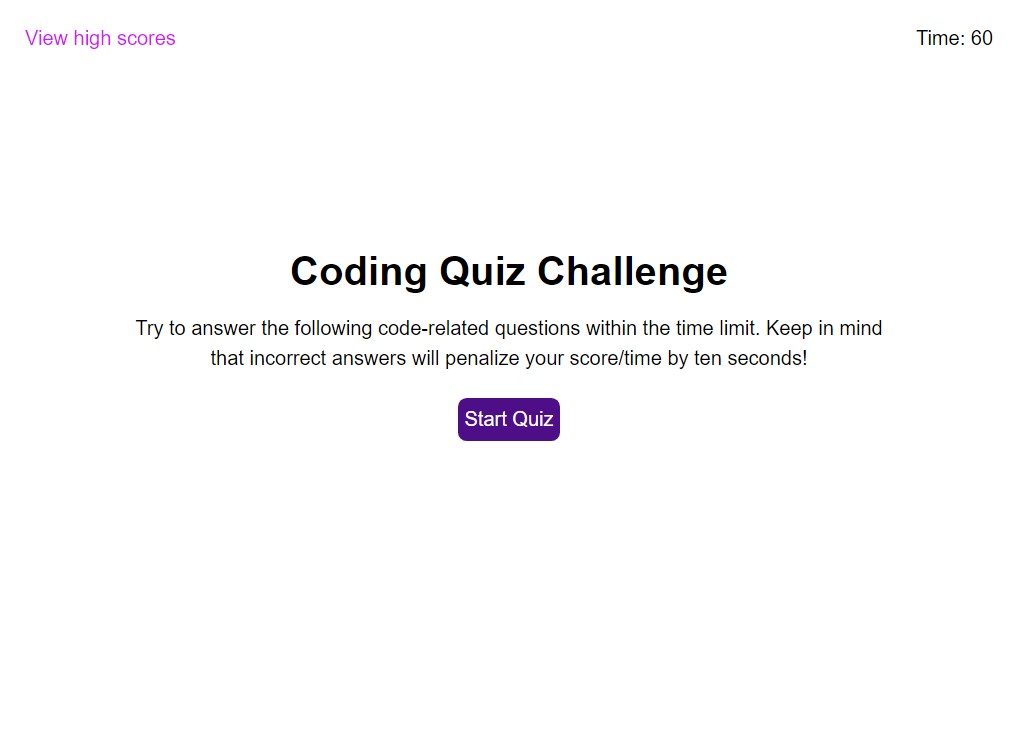 View high scores
Time: 60
Coding Quiz Challenge
Try to answer the following code-related questions within the time limit. Keep in mind
that incorrect answers will penalize your score/time by ten seconds!
Start Quiz